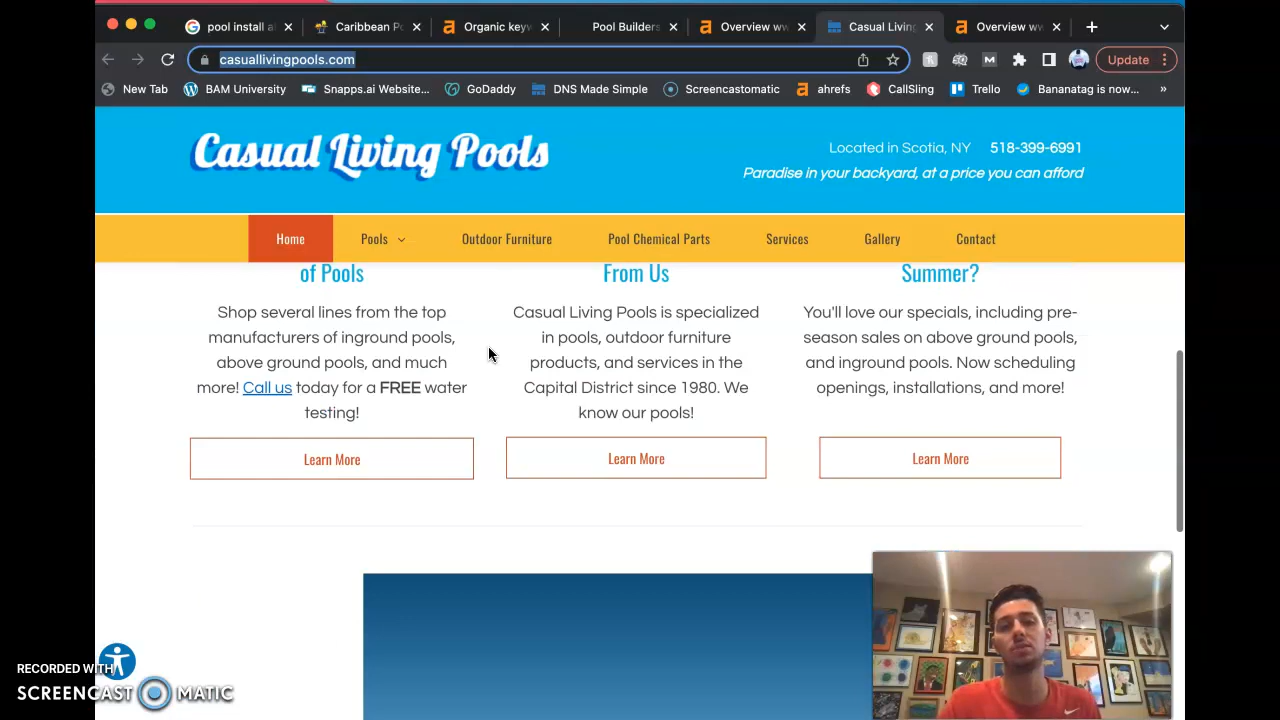 pool install al
Caribbean Po
Organic keyw
Pool Builders
Overview ww
Casual Living
Overview ww
casuallivingpools.com
Update
New Tab
BAM University
Snapps.ai Website...
GoDaddy
DNS Made Simple
Screencastomatic
ahrefs
CallSling
Trello
Bananatag is now...
»
Casual Living Pools
Located in Scotia, NY 518-399-6991
Paradise in your backyard, at a price you can afford
Home
Pools
Outdoor Furniture
Pool Chemical Parts
Services
Gallery
Contact
of Pools
Shop several lines from the top
manufacturers of inground pools,
above ground pools, and much
more! Call us today for a FREE water
testing!
Learn More
From Us
Casual Living Pools is specialized
in pools, outdoor furniture
products, and services in the
Capital District since 1980. We
know our pools!
Learn More
Summer?
You'll love our specials, including pre-
season sales on above ground pools,
and inground pools. Now scheduling
openings, installations, and more!
Learn More
RECORDED WITH
SCREENCAST MATIC